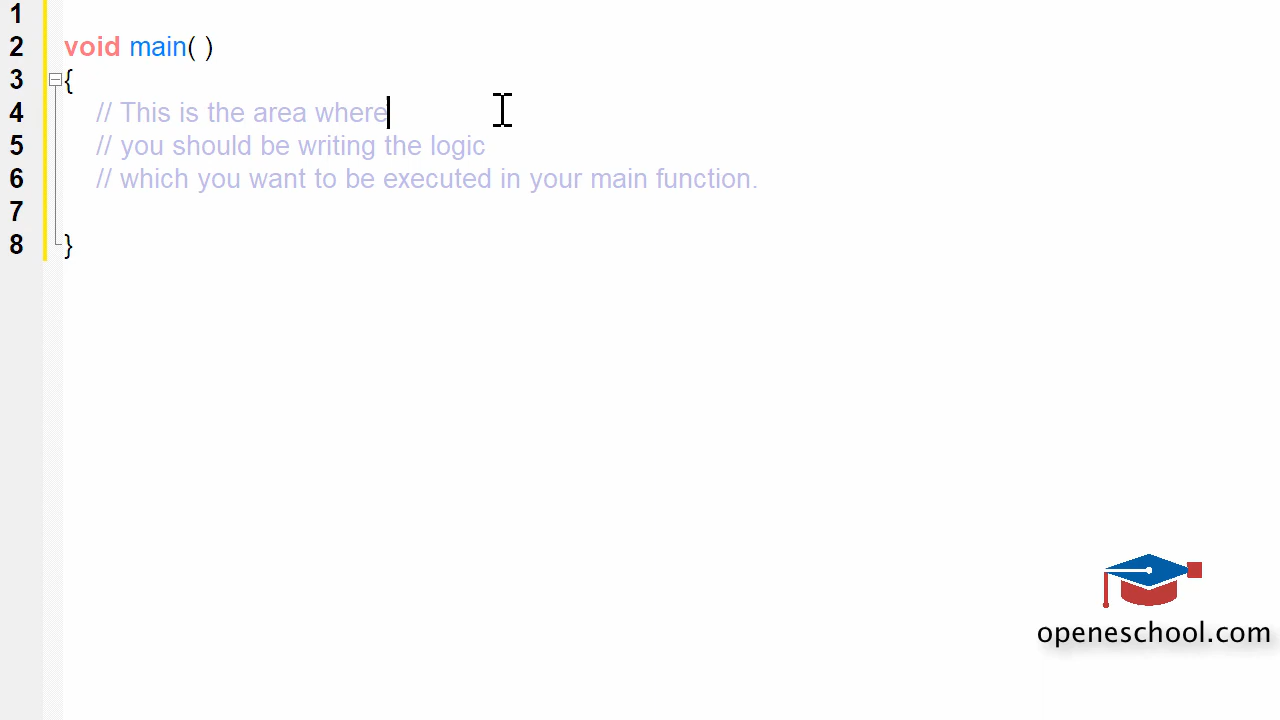 1
2 void main( )
3 {
4 // This is the area where
5 // you should be writing the logic
6 // which you want to be executed in your main function.
7
8 }
openeschool.com